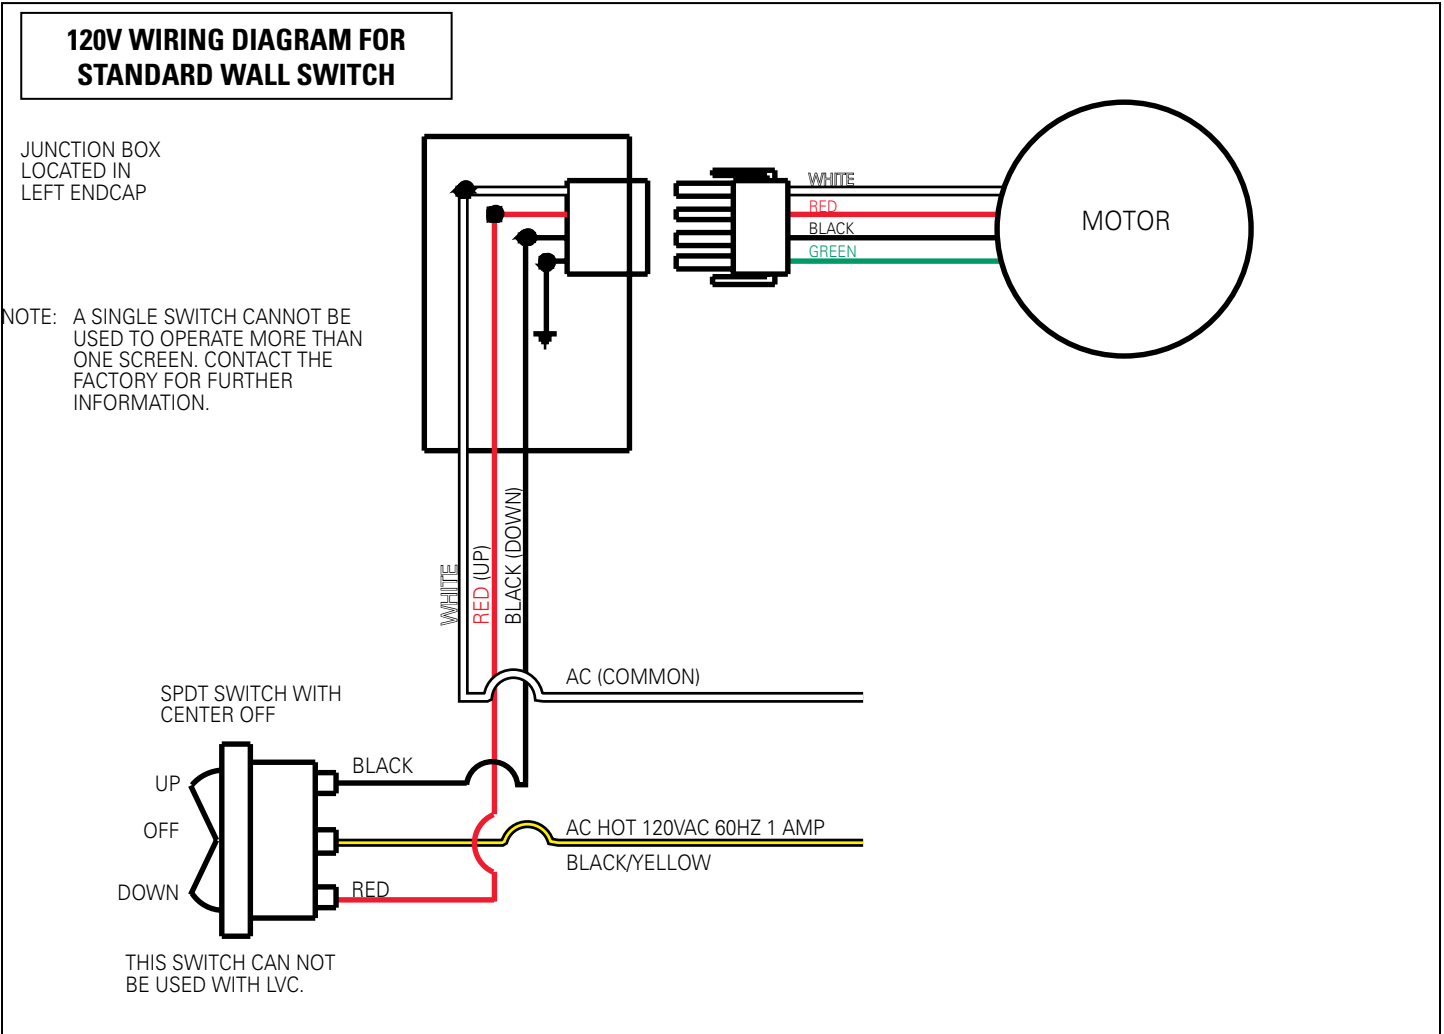 120V WIRING DIAGRAM FOR
STANDARD WALL SWITCH
JUNCTION BOX
LOCATED IN
LEFT ENDCAP
WHITE
RED
BLACK
GREEN
MOTOR
NOTE: A SINGLE SWITCH CANNOT BE
USED TO OPERATE MORE THAN
ONE SCREEN. CONTACT THE
FACTORY FOR FURTHER
INFORMATION.
WHITE
RED (UP)
BLACK (DOWN)
AC (COMMON)
SPDT SWITCH WITH
CENTER OFF
BLACK
UP
OFF
AC HOT 120VAC 60HZ 1 AMP
BLACK/YELLOW
DOWN
RED
THIS SWITCH CAN NOT
BE USED WITH LVC.